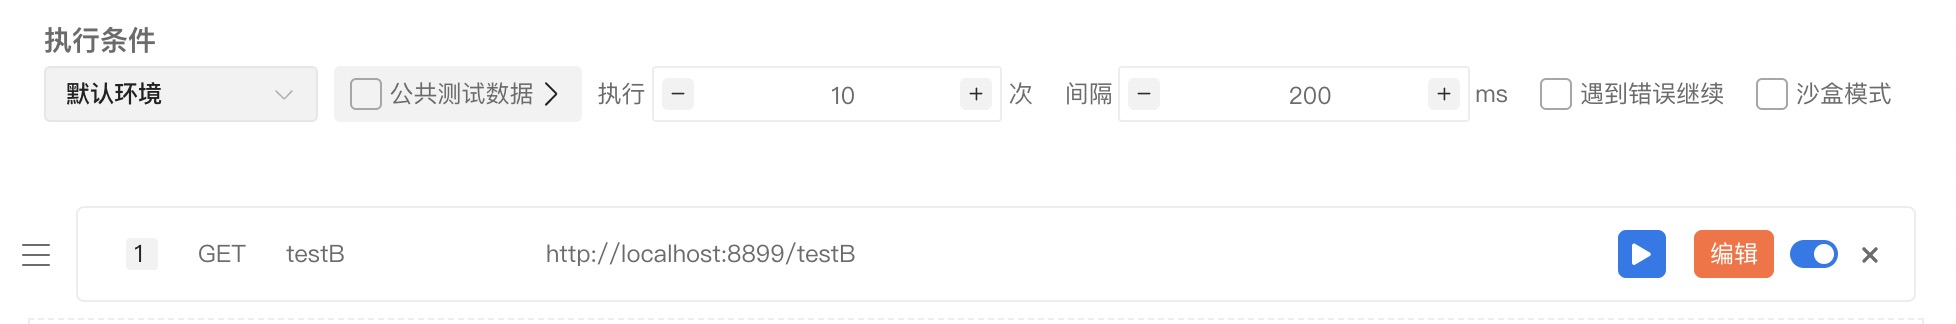 执行条件
默认环境 公共测试数据 执行 − 10 + 次 间隔 − 200 + ms 遇到错误继续 沙盒模式
1 GET testB http://localhost:8899/testB 编辑